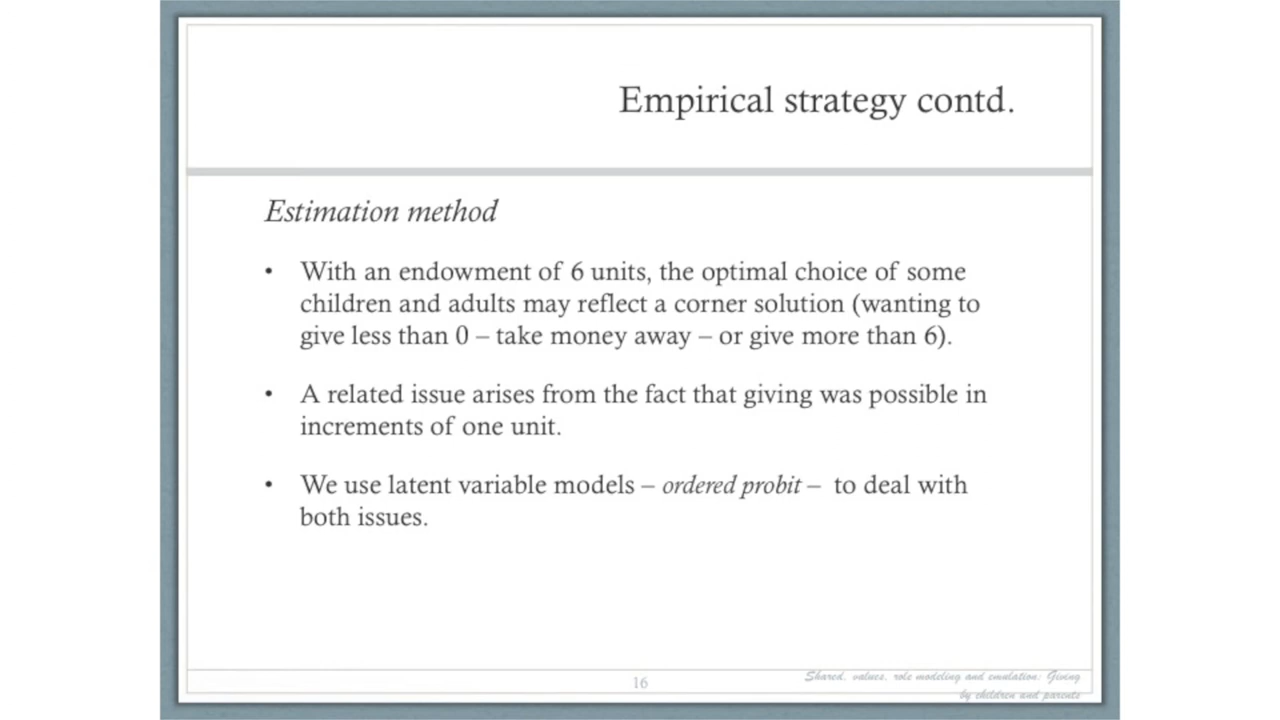 Empirical strategy contd.
Estimation method
• With an endowment of 6 units, the optimal choice of some
children and adults may reflect a corner solution (wanting to
give less than 0 – take money away – or give more than 6).
• A related issue arises from the fact that giving was possible in
increments of one unit.
• We use latent variable models – ordered probit – to deal with
both issues.
16
Shared, values, role modeling and emulation: Giving
by children and parents